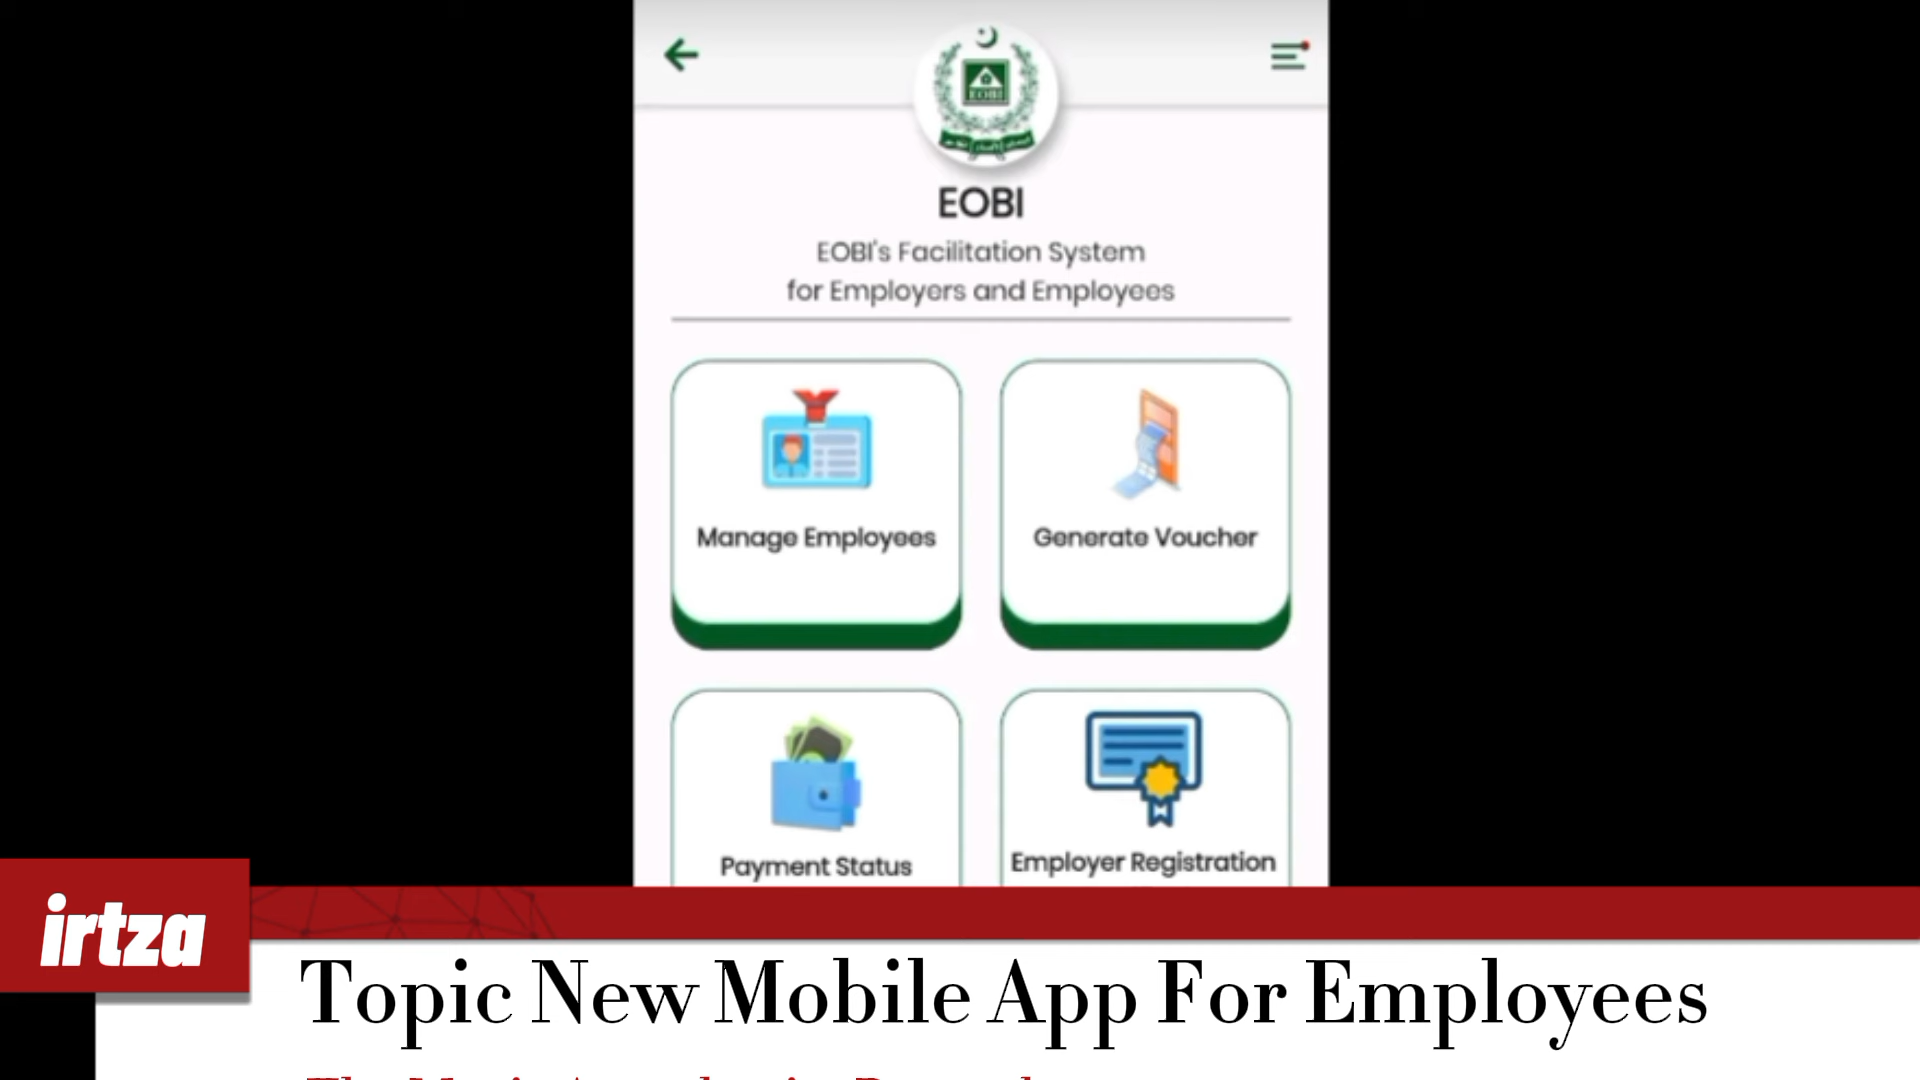 EOBI
EOBI
EOBI's Facilitation System
for Employers and Employees
Manage Employees
Generate Voucher
Payment Status
Employer Registration
irtza
Topic New Mobile App For Employees